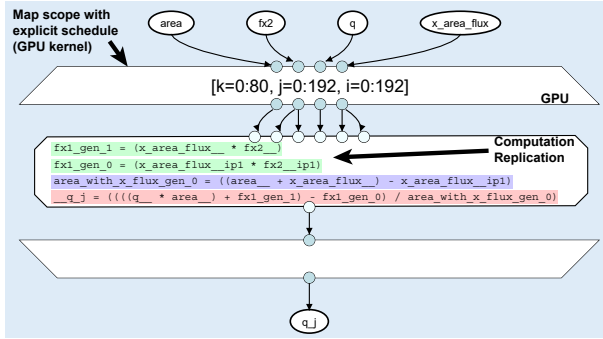 Map scope with
explicit schedule
(GPU kernel)
area
fx2
q
x_area_flux
[k=0:80, j=0:192, i=0:192]
GPU
fx1_gen_1 = (x_area_flux__ * fx2__)
fx1_gen_0 = (x_area_flux__ip1 * fx2__ip1)
area_with_x_flux_gen_0 = ((area__ + x_area_flux__) - x_area_flux__ip1)
__q_j = ((((q__ * area__) + fx1_gen_1) - fx1_gen_0) / area_with_x_flux_gen_0)
Computation
Replication
q_j